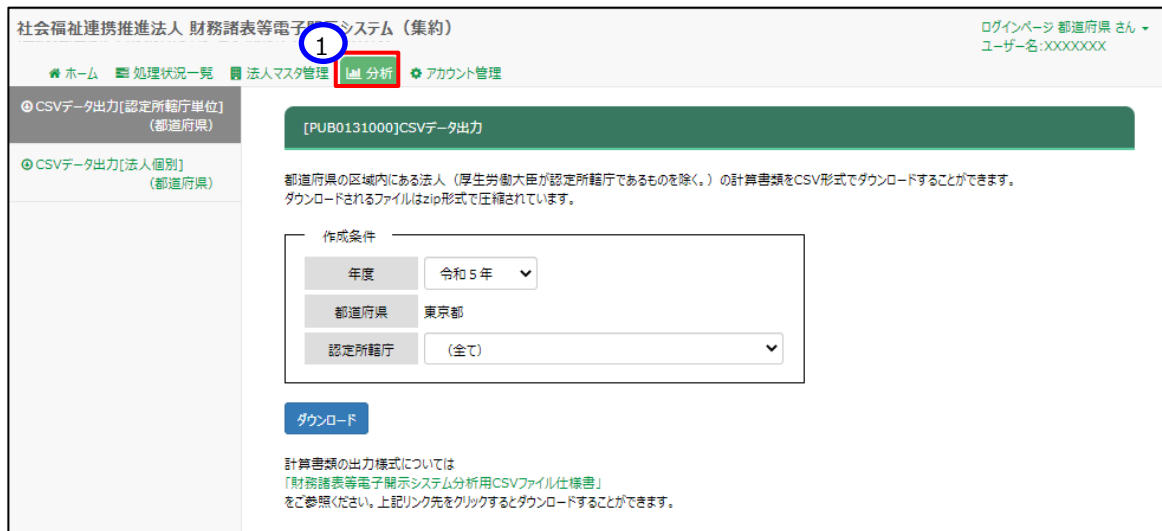 社会福祉連携推進法人 財務諸表等電子開示システム（集約）
ログインページ 都道府県 さん
ユーザー名:XXXXXXX
1
ホーム 処理状況一覧 法人マスタ管理 分析 アカウント管理
CSVデータ出力[認定所轄庁単位]
（都道府県）
CSVデータ出力[法人個別]
（都道府県）
[PUB0131000]CSVデータ出力
都道府県の区域内にある法人（厚生労働大臣が認定所轄庁であるものを除く。）の計算書類をCSV形式でダウンロードすることができます。
ダウンロードされるファイルはzip形式で圧縮されています。
作成条件
年度 令和５年
都道府県 東京都
認定所轄庁 （全て）
ダウンロード
計算書類の出力様式については
「財務諸表等電子開示システム分析用CSVファイル仕様書」
をご参照ください。上記リンク先をクリックするとダウンロードすることができます。